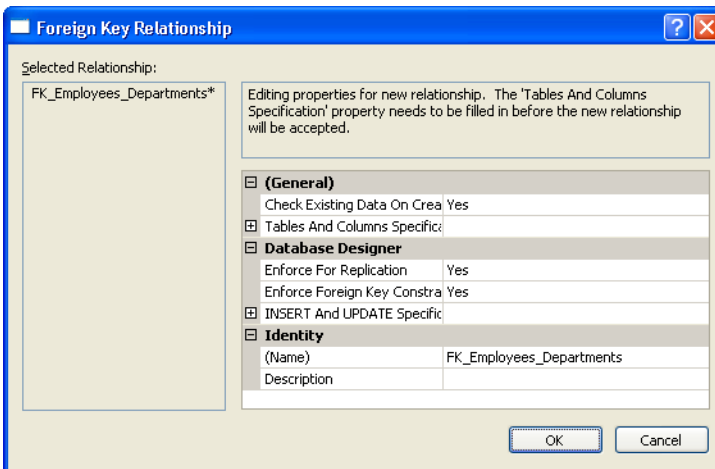 Foreign Key Relationship
Selected Relationship:
FK_Employees_Departments*
Editing properties for new relationship. The 'Tables And Columns
Specification' property needs to be filled in before the new relationship
will be accepted.
(General)
Check Existing Data On Crea Yes
Tables And Columns Specifica
Database Designer
Enforce For Replication Yes
Enforce Foreign Key Constra Yes
INSERT And UPDATE Specific
Identity
(Name) FK_Employees_Departments
Description
OK Cancel